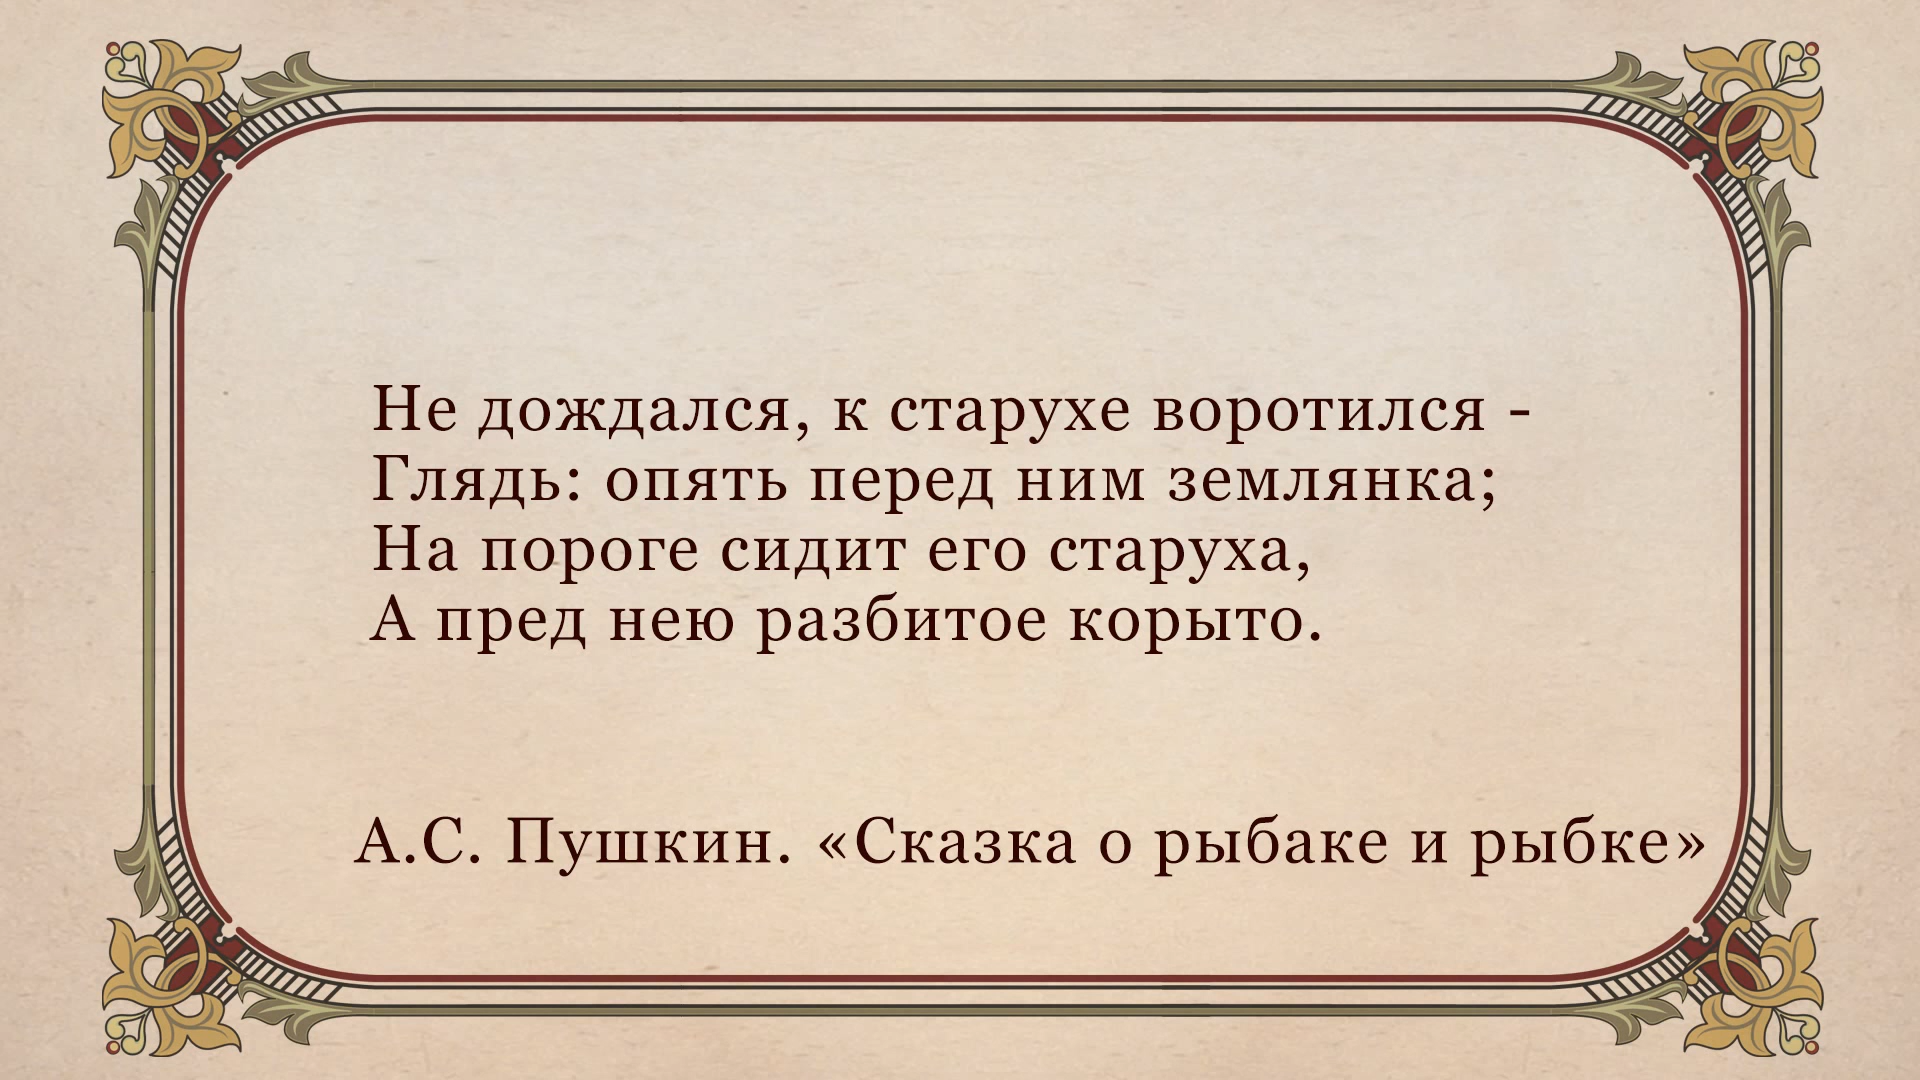 Не дождался, к старухе воротился -
Глядь: опять перед ним землянка;
На пороге сидит его старуха,
А пред нею разбитое корыто.
А.С. Пушкин. «Сказка о рыбаке и рыбке»